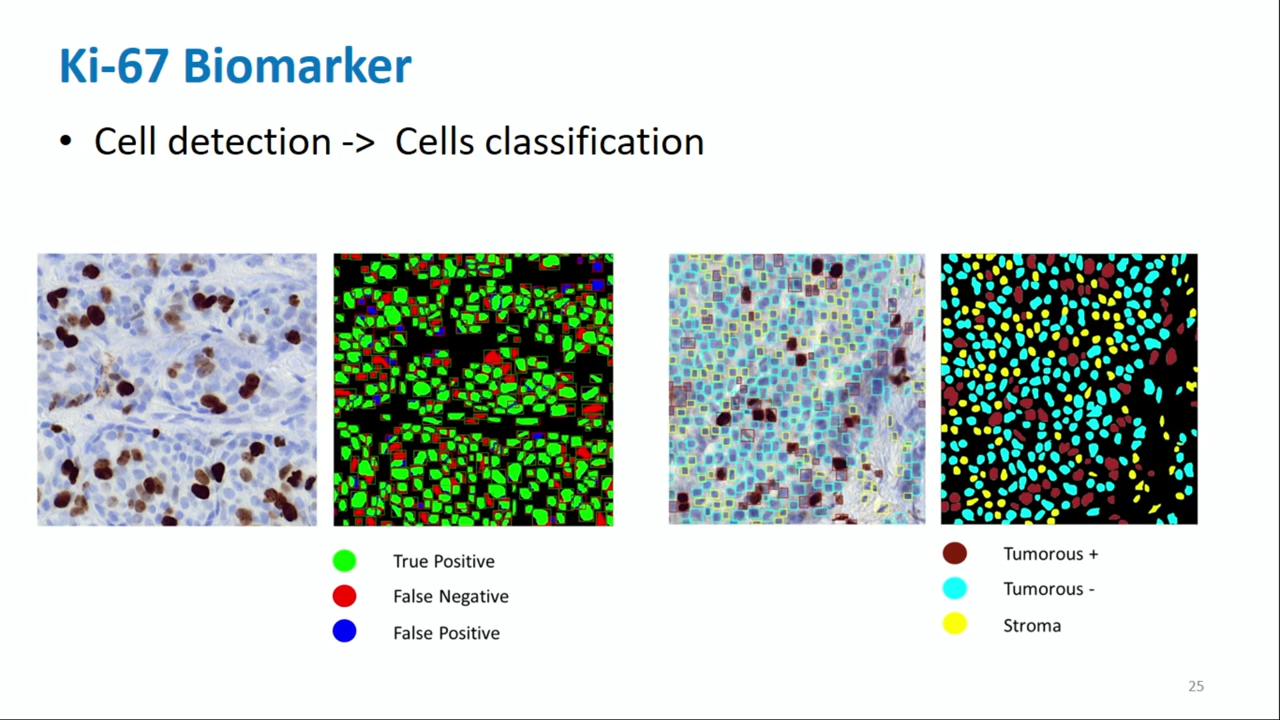 Ki-67 Biomarker
• Cell detection -> Cells classification
True Positive
False Negative
False Positive
Tumorous +
Tumorous -
Stroma
25